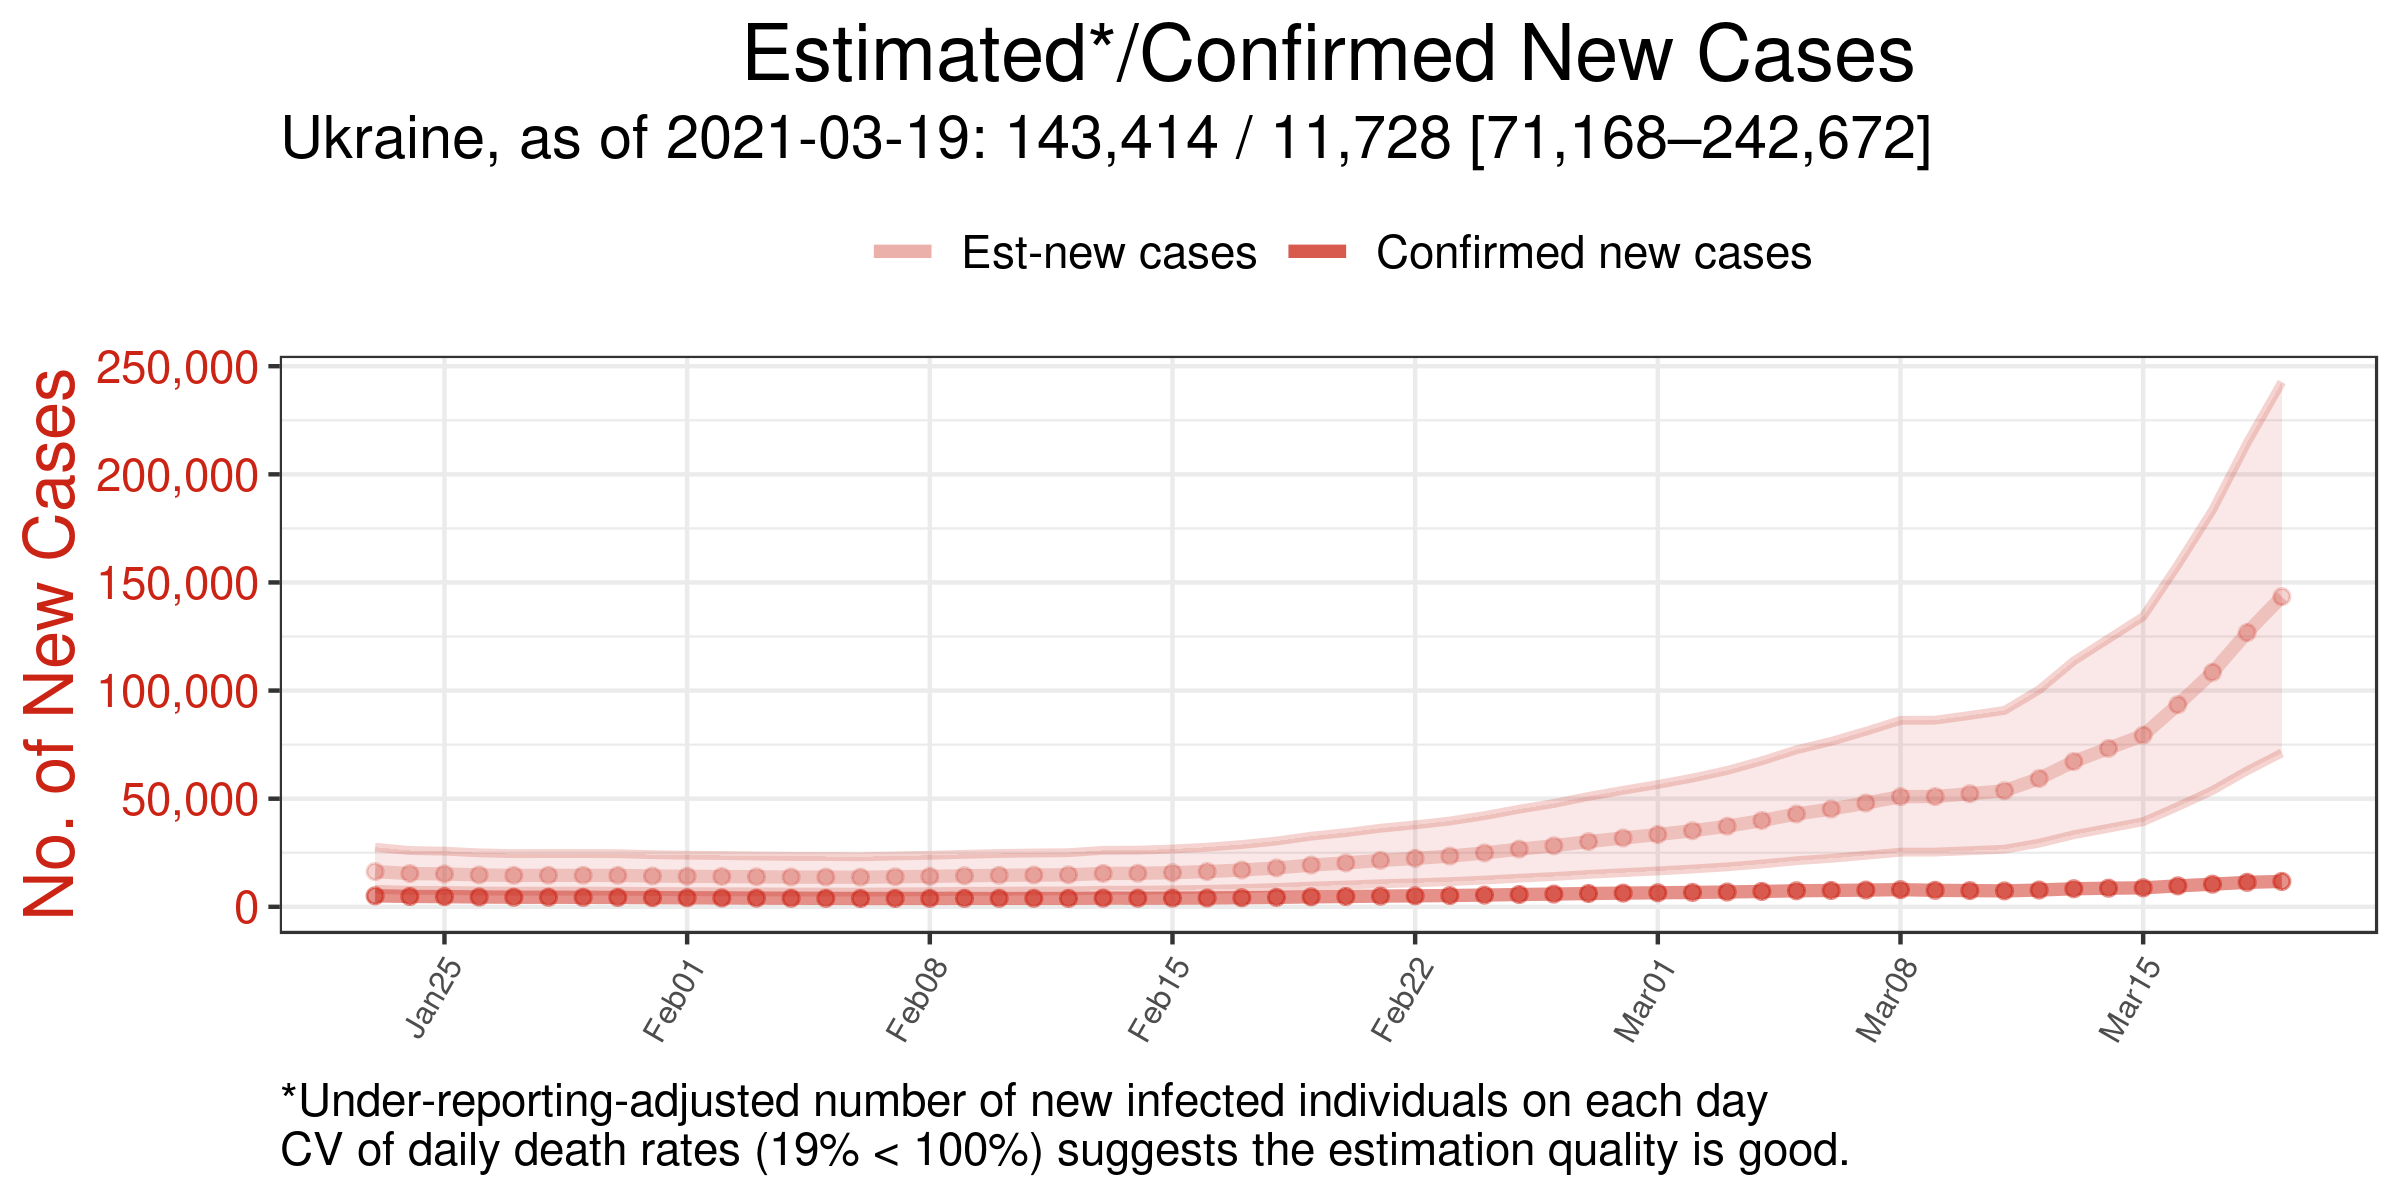 Estimated*/Confirmed New Cases
Ukraine, as of 2021-03-19: 143,414 / 11,728 [71,168–242,672]
Est-new cases
Confirmed new cases
No. of New Cases
250,000
200,000
150,000
100,000
50,000
0
Jan25
Feb01
Feb08
Feb15
Feb22
Mar01
Mar08
Mar15
*Under-reporting-adjusted number of new infected individuals on each day
CV of daily death rates (19% < 100%) suggests the estimation quality is good.